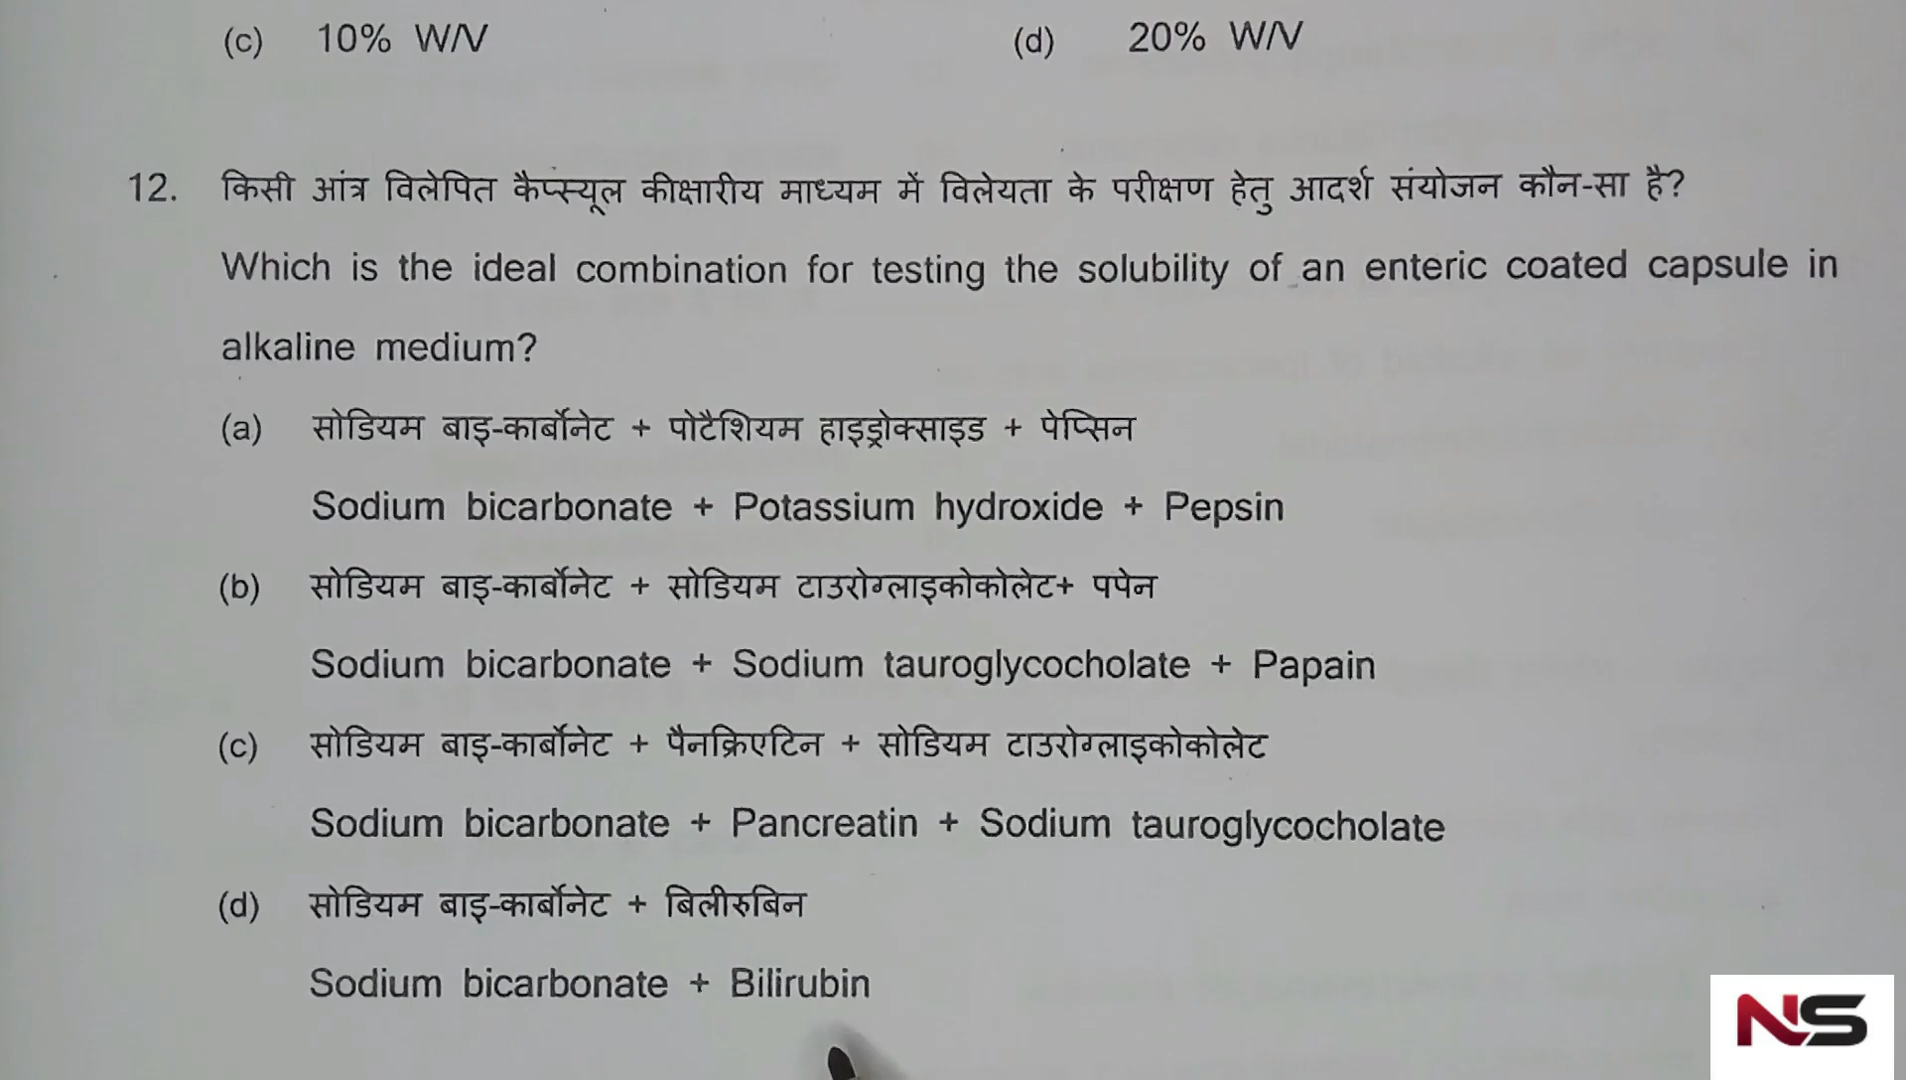 (c) 10% W/V (d) 20% W/V
12. किसी आंत्र विलेपित कैप्स्यूल कीक्षारीय माध्यम में विलेयता के परीक्षण हेतु आदर्श संयोजन कौन-सा है?
Which is the ideal combination for testing the solubility of an enteric coated capsule in
alkaline medium?
(a) सोडियम बाइ-कार्बोनेट + पोटैशियम हाइड्रोक्साइड + पेप्सिन
Sodium bicarbonate + Potassium hydroxide + Pepsin
(b) सोडियम बाइ-कार्बोनेट + सोडियम टाउरोग्लाइकोकोलेट+ पपेन
Sodium bicarbonate + Sodium tauroglycocholate + Papain
(c) सोडियम बाइ-कार्बोनेट + पैनक्रिएटिन + सोडियम टाउरोग्लाइकोकोलेट
Sodium bicarbonate + Pancreatin + Sodium tauroglycocholate
(d) सोडियम बाइ-कार्बोनेट + बिलीरुबिन
Sodium bicarbonate + Bilirubin
NS